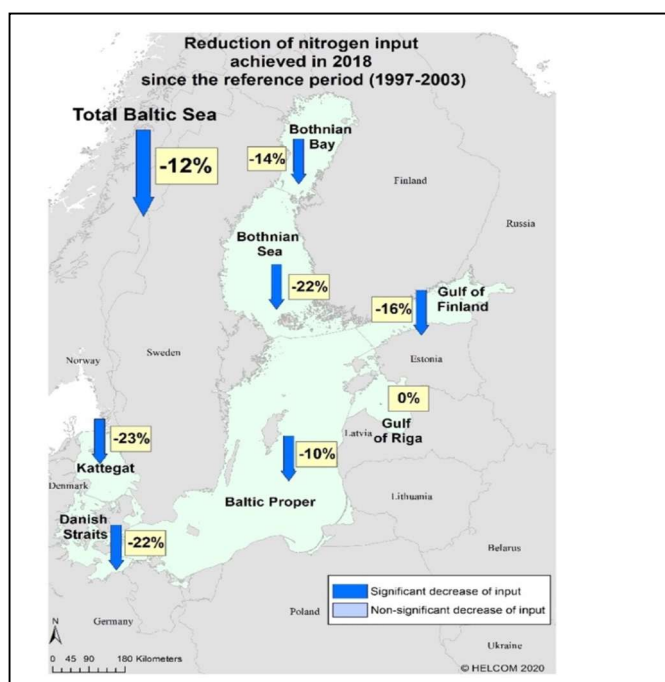 Reduction of nitrogen input
achieved in 2018
since the reference period (1997-2003)
Total Baltic Sea
-12%
Bothnian
Bay
-14%
Finland
Russia
Bothnian
Sea
-22%
Gulf of
Finland
-16%
Norway
Sweden
Estonia
0%
Gulf
of Riga
Latvia
-23%
Kattegat
Denmark
-10%
Baltic Proper
Lithuania
Danish
Straits
-22%
Belarus
Germany
Poland
Significant decrease of input
Non-significant decrease of input
Ukraine
N
0 45 90 180 Kilometers
© HELCOM 2020